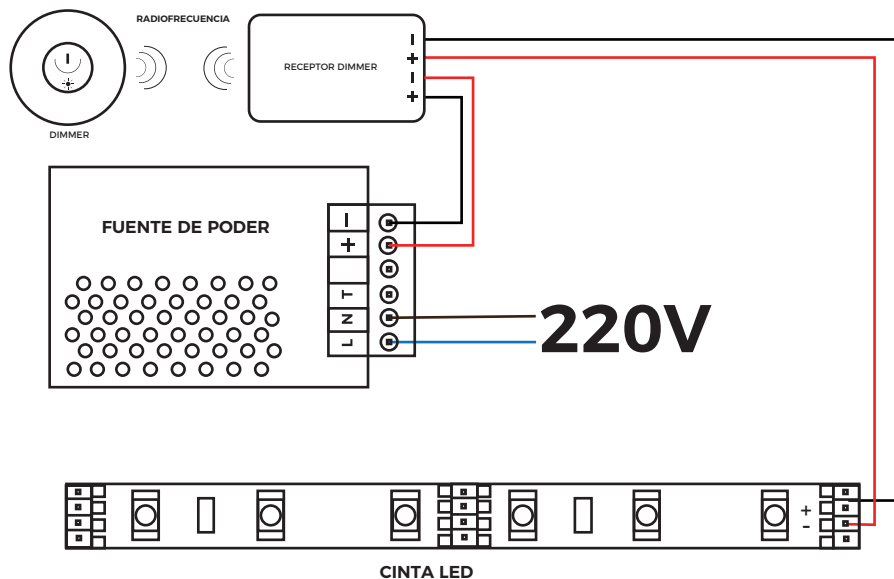 RADIOFRECUENCIA
DIMMER
RECEPTOR DIMMER
-
+
-
+
FUENTE DE PODER
-
+
T
N
L
220V
+
-
CINTA LED